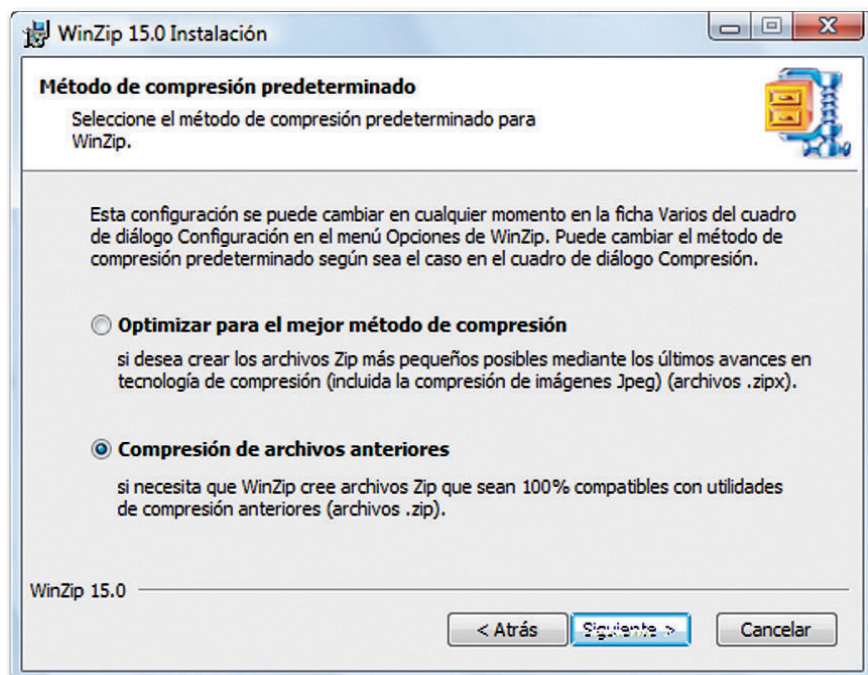 WinZip 15.0 Instalación
Método de compresión predeterminado
Seleccione el método de compresión predeterminado para
WinZip.
Esta configuración se puede cambiar en cualquier momento en la ficha Varios del cuadro
de diálogo Configuración en el menú Opciones de WinZip. Puede cambiar el método de
compresión predeterminado según sea el caso en el cuadro de diálogo Compresión.
Optimizar para el mejor método de compresión
si desea crear los archivos Zip más pequeños posibles mediante los últimos avances en
tecnología de compresión (incluida la compresión de imágenes Jpeg) (archivos .zipx).
Compresión de archivos anteriores
si necesita que WinZip cree archivos Zip que sean 100% compatibles con utilidades
de compresión anteriores (archivos .zip).
WinZip 15.0
< Atrás
Siguiente >
Cancelar